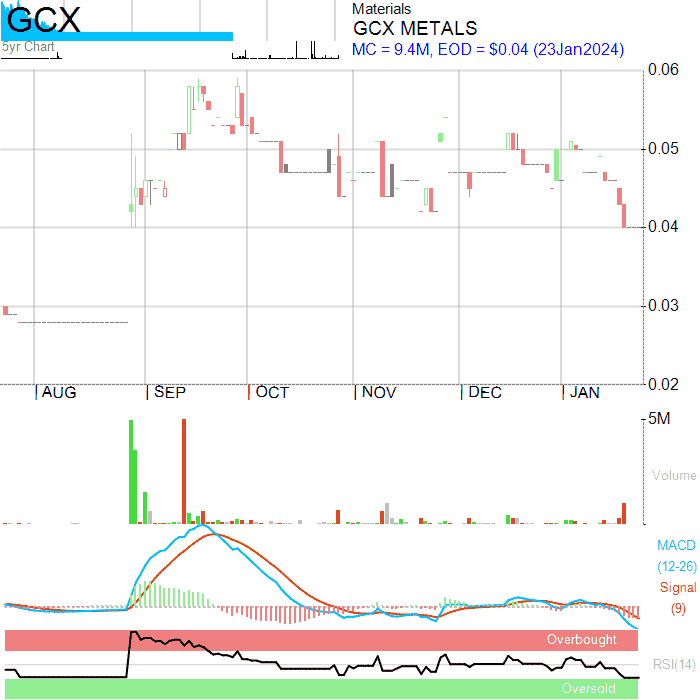 GCX
5yr Chart
Materials
GCX METALS
MC = 9.4M, EOD = $0.04 (23Jan2024)
0.06
0.05
0.04
0.03
0.02
AUG SEP OCT NOV DEC JAN
5M
Volume
MACD
(12-26)
Signal
(9)
Overbought
RSI(14)
Oversold